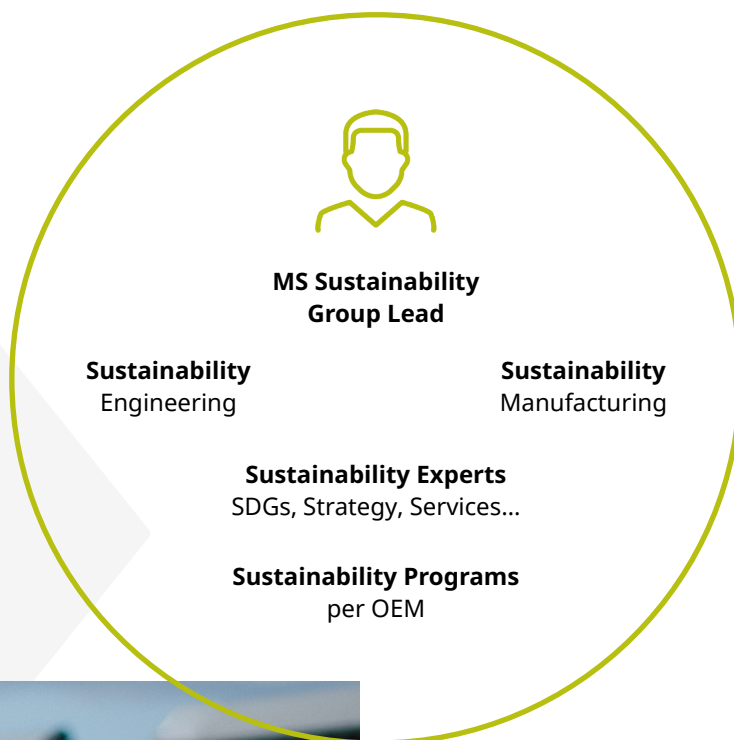 MS Sustainability
Group Lead
Sustainability
Engineering
Sustainability
Manufacturing
Sustainability Experts
SDGs, Strategy, Services...
Sustainability Programs
per OEM